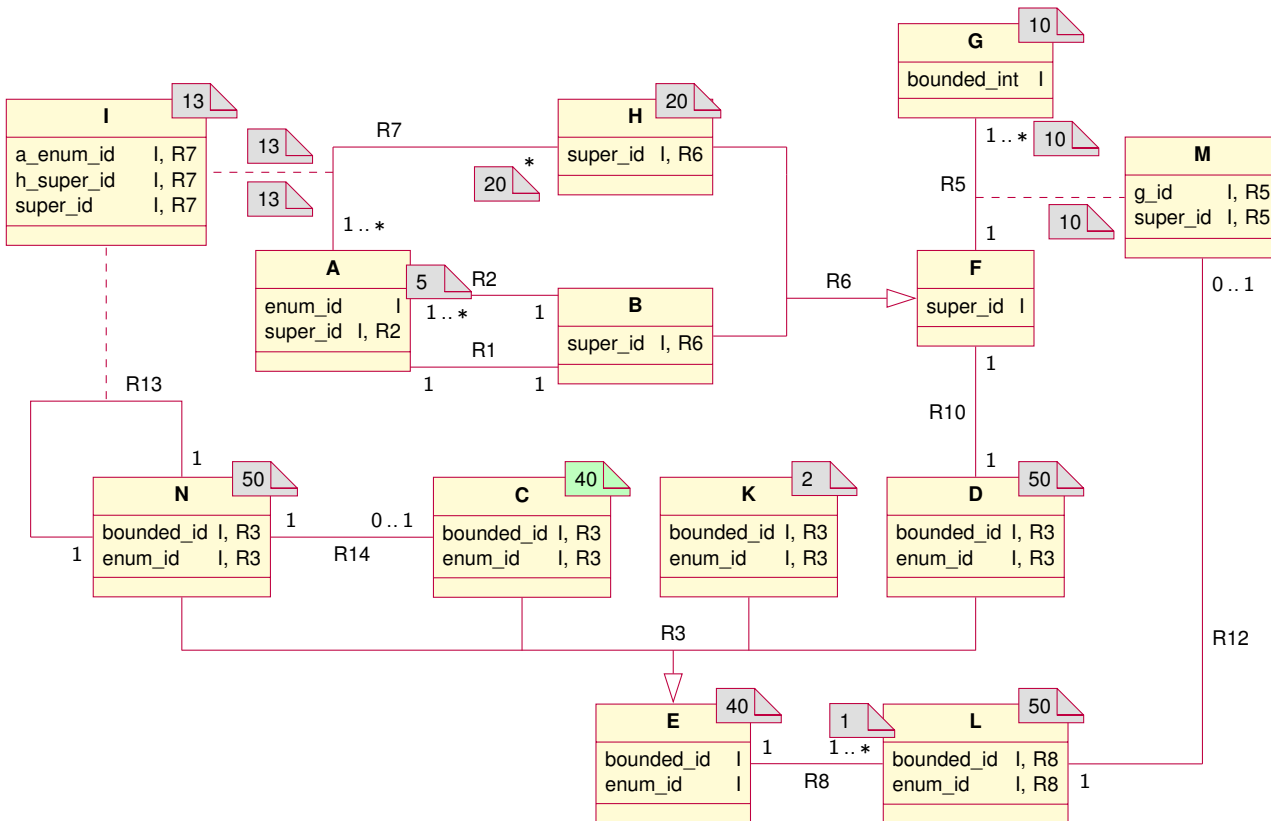 G
10
bounded_int I
I
13
a_enum_id I, R7
h_super_id I, R7
super_id I, R7
13
13
R7
H
20
super_id I, R6
*
20
1 .. *
1 .. *
10
R5
10
1
M
g_id I, R5
super_id I, R5
0 .. 1
A
5
enum_id I
super_id I, R2
R2
1 .. *
1
R1
1
1
B
super_id I, R6
R6
F
super_id I
1
R10
1
R13
1
1
N
50
bounded_id I, R3
enum_id I, R3
1
0 .. 1
R14
C
40
bounded_id I, R3
enum_id I, R3
K
2
bounded_id I, R3
enum_id I, R3
D
50
bounded_id I, R3
enum_id I, R3
R3
R12
E
40
bounded_id I
enum_id I
1
1
1 .. *
R8
L
50
bounded_id I, R8
enum_id I, R8
1